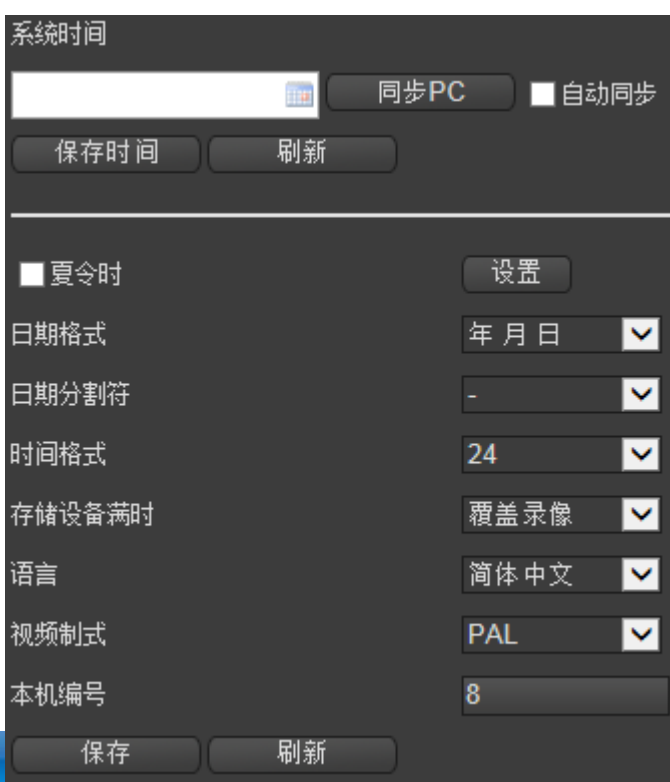 系统时间
同步PC 自动同步
保存时间 刷新
夏令时 设置
日期格式 年 月 日
日期分割符 -
时间格式 24
存储设备满时 覆盖录像
语言 简体中文
视频制式 PAL
本机编号 8
保存 刷新